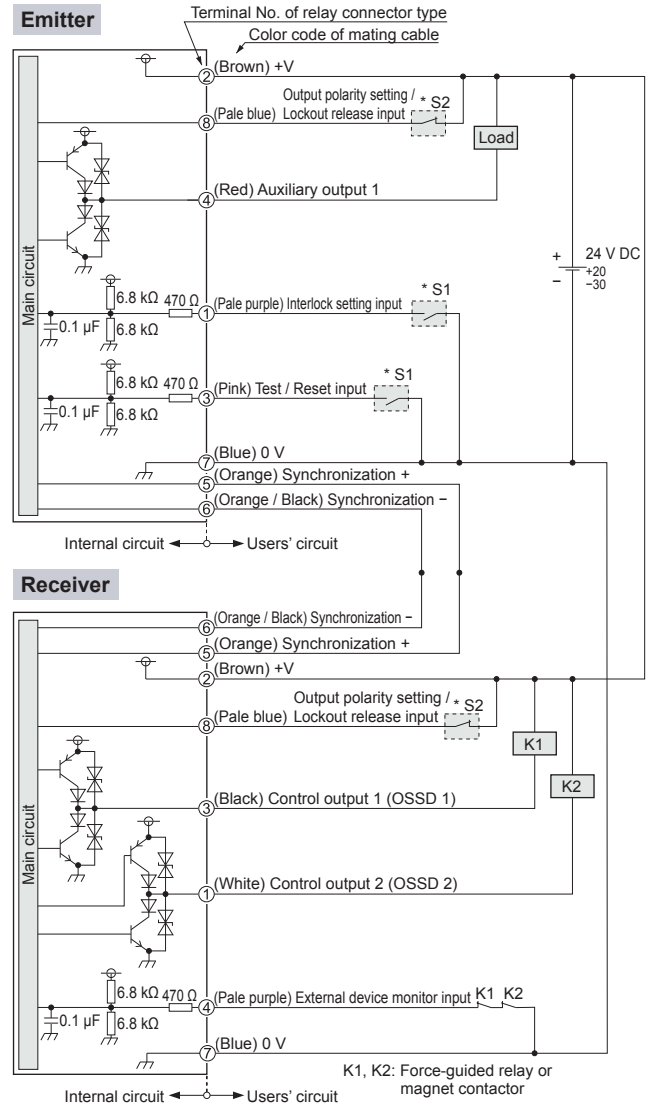 Emitter
Terminal No. of relay connector type
Color code of mating cable
② (Brown) +V
Output polarity setting / * S2
⑧ (Pale blue) Lockout release input
Load
④ (Red) Auxiliary output 1
Main circuit
+ 24 V DC
+20
− −30
6.8 kΩ 470 Ω ① (Pale purple) Interlock setting input * S1
0.1 µF 6.8 kΩ
6.8 kΩ 470 Ω ③ (Pink) Test / Reset input * S1
0.1 µF 6.8 kΩ
⑦ (Blue) 0 V
⑤ (Orange) Synchronization +
⑥ (Orange / Black) Synchronization −
Internal circuit Users' circuit
Receiver
⑥ (Orange / Black) Synchronization −
⑤ (Orange) Synchronization +
② (Brown) +V
Output polarity setting / * S2
⑧ (Pale blue) Lockout release input
K1
K2
③ (Black) Control output 1 (OSSD 1)
Main circuit
① (White) Control output 2 (OSSD 2)
6.8 kΩ 470 Ω ④ (Pale purple) External device monitor input K1 K2
0.1 µF 6.8 kΩ
⑦ (Blue) 0 V
K1, K2: Force-guided relay or
magnet contactor
Internal circuit Users' circuit